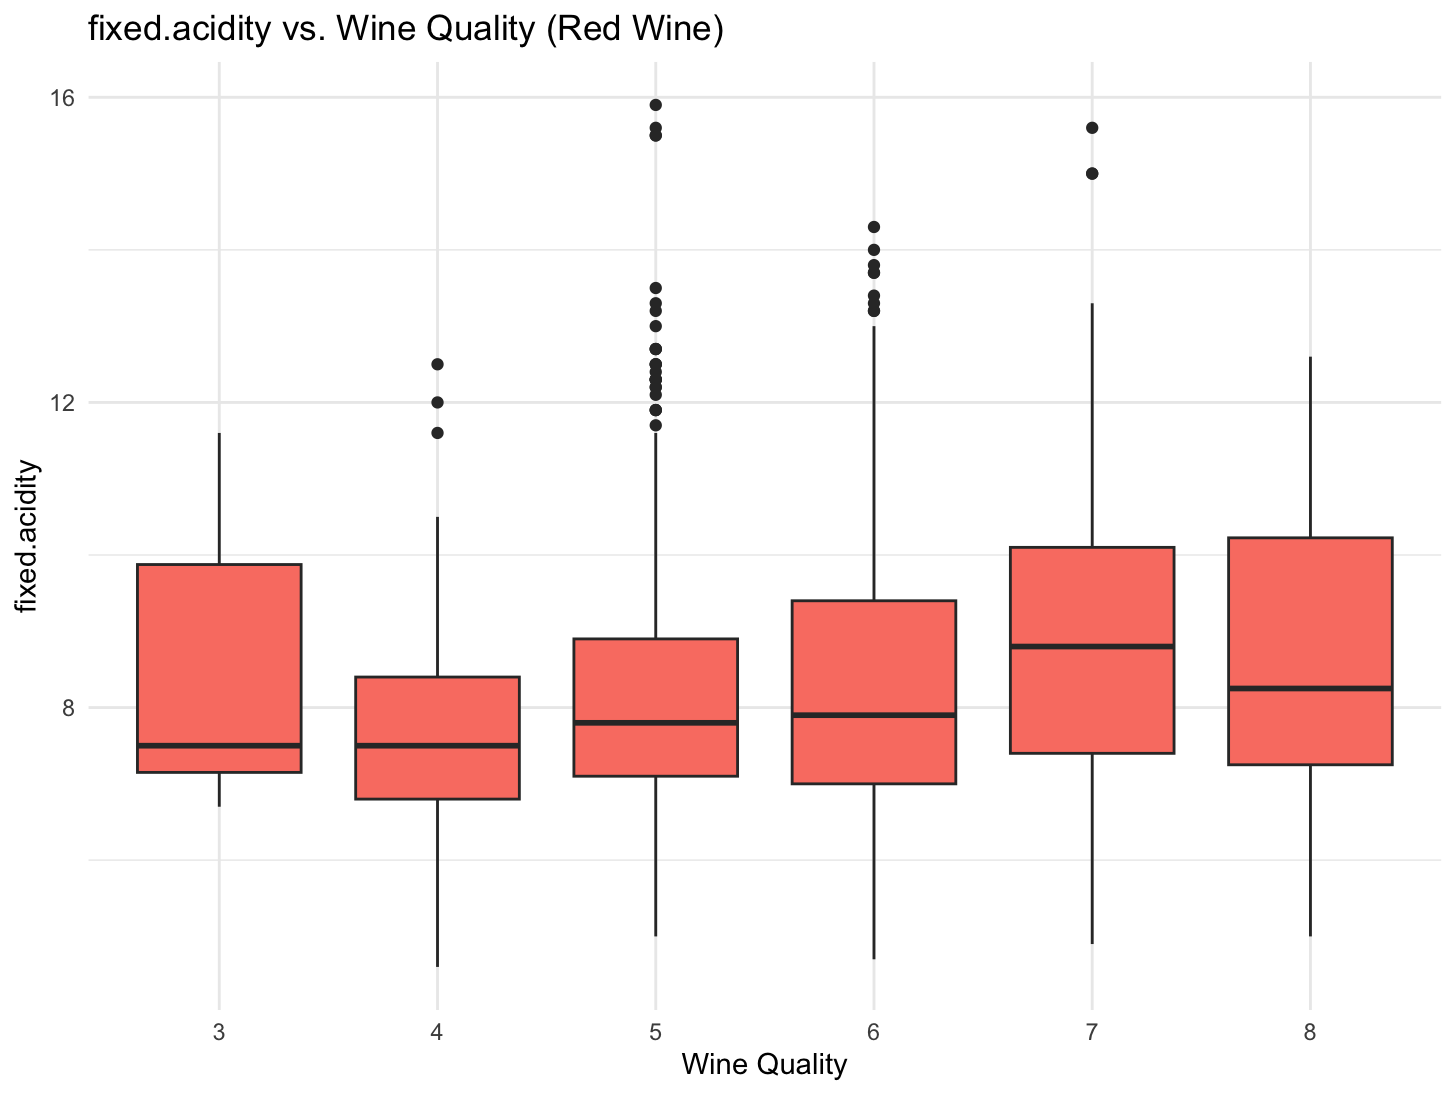 fixed.acidity vs. Wine Quality (Red Wine)
16
12
8
fixed.acidity
3 4 5 6 7 8
Wine Quality